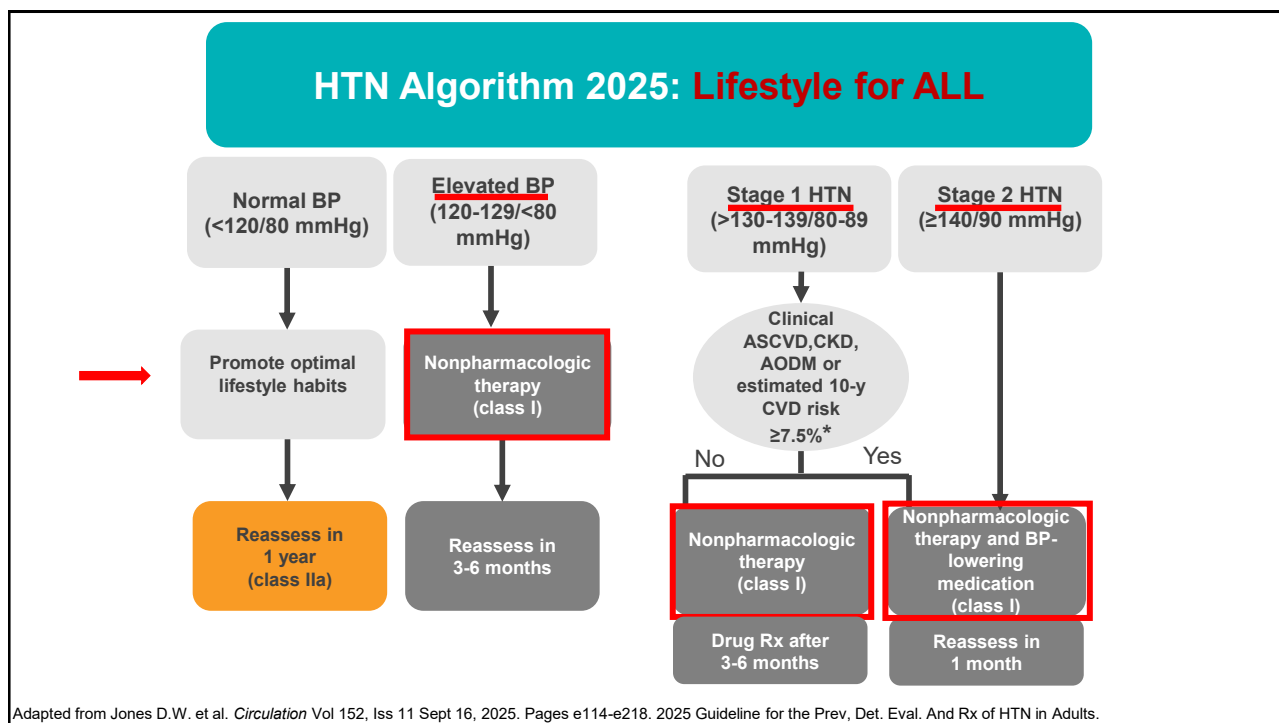 HTN Algorithm 2025: Lifestyle for ALL
Normal BP
(<120/80 mmHg)
Elevated BP
(120-129/<80
mmHg)
Stage 1 HTN
(>130-139/80-89
mmHg)
Stage 2 HTN
(≥140/90 mmHg)
Promote optimal
lifestyle habits
Nonpharmacologic
therapy
(class I)
Clinical
ASCVD,CKD,
AODM or
estimated 10-y
CVD risk
≥7.5%*
No
Yes
Reassess in
1 year
(class IIa)
Reassess in
3-6 months
Nonpharmacologic
therapy
(class I)
Nonpharmacologic
therapy and BP-
lowering
medication
(class I)
Drug Rx after
3-6 months
Reassess in
1 month
Adapted from Jones D.W. et al. Circulation Vol 152, Iss 11 Sept 16, 2025. Pages e114-e218. 2025 Guideline for the Prev, Det. Eval. And Rx of HTN in Adults.